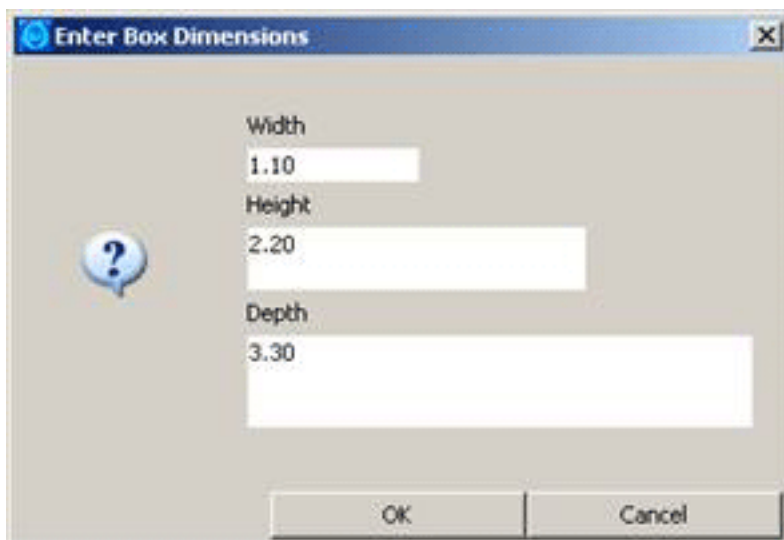 Enter Box Dimensions
Width
1.10
Height
2.20
?
Depth
3.30
OK Cancel